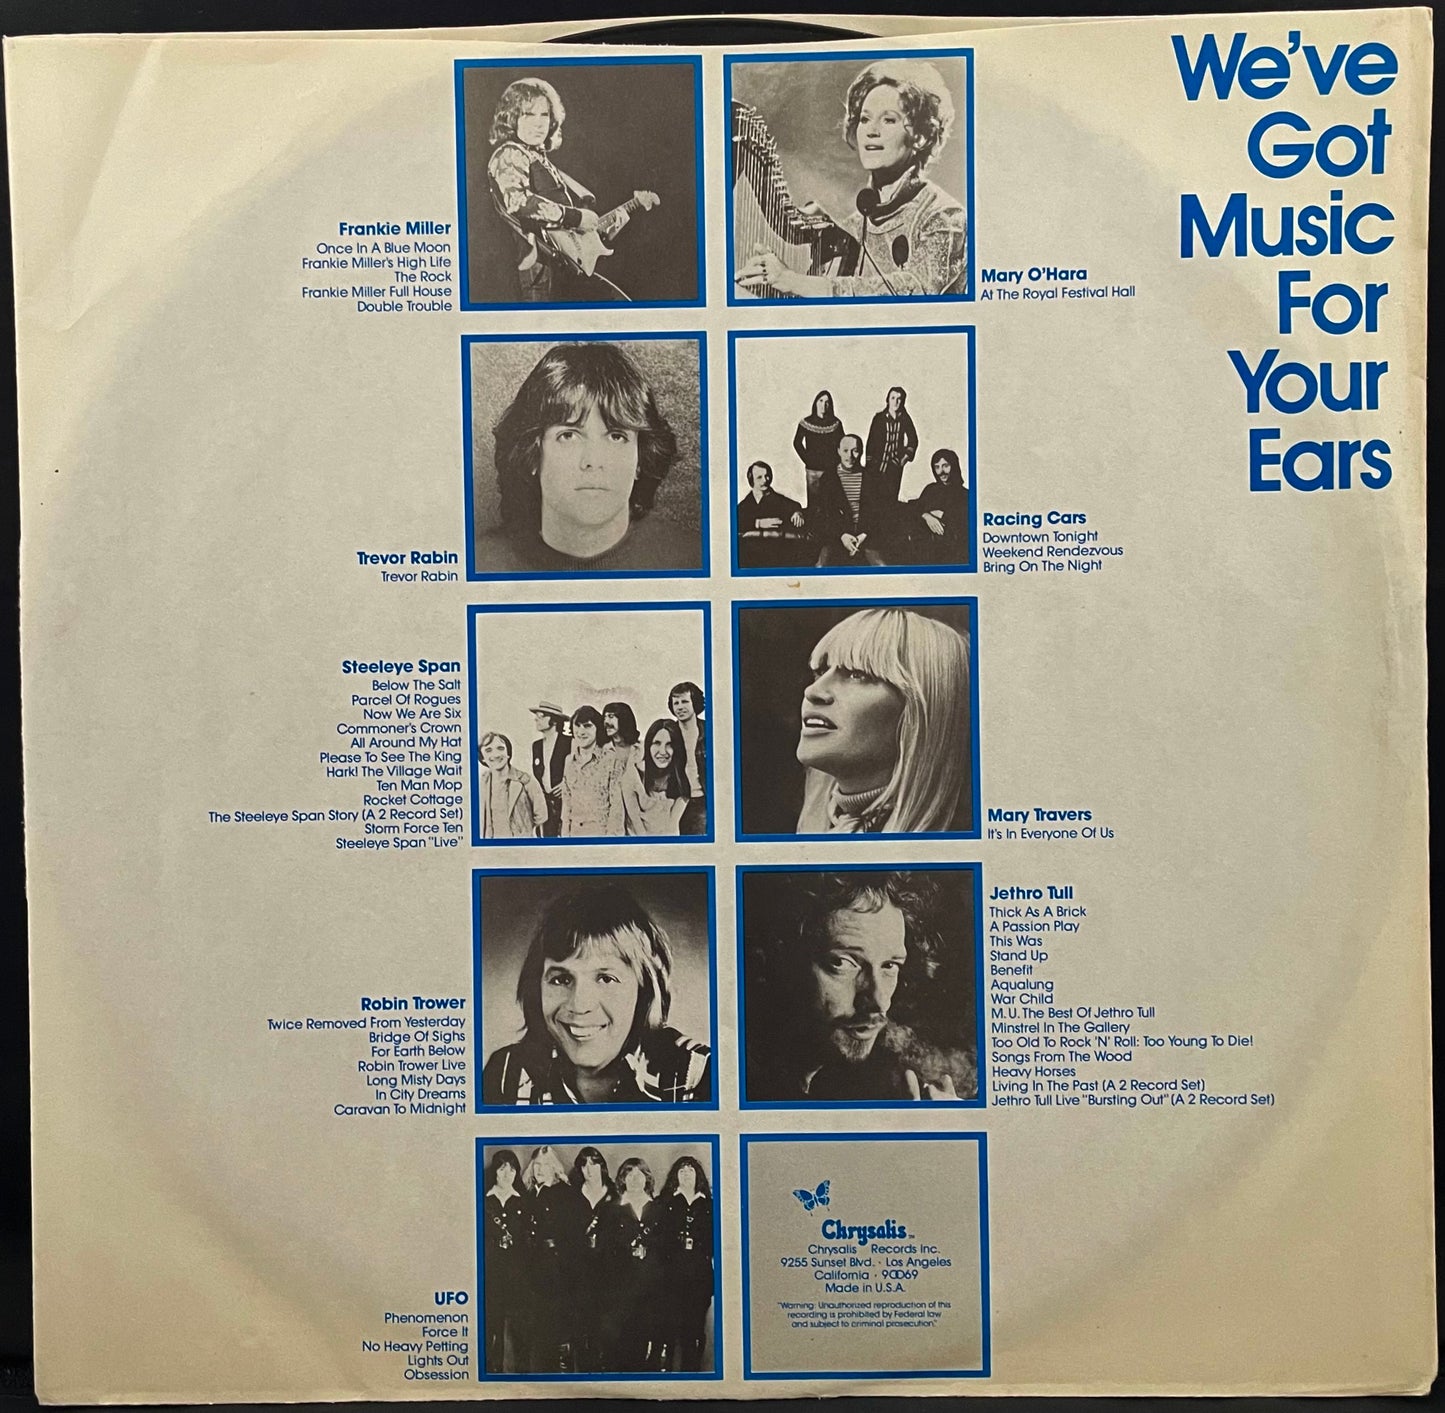 We've
Got
Music
For
Your
Ears
Frankie Miller
Once In A Blue Moon
Frankie Miller's High Life
The Rock
Frankie Miller Full House
Double Trouble
Mary O'Hara
At The Royal Festival Hall
Trevor Rabin
Trevor Rabin
Racing Cars
Downtown Tonight
Weekend Rendezvous
Bring On The Night
Steeleye Span
Below The Salt
Parcel Of Rogues
Now We Are Six
Commoner's Crown
All Around My Hat
Please To See The King
Hark! The Village Wait
Ten Man Mop
Rocket Cottage
The Steeleye Span Story (A 2 Record Set)
Storm Force Ten
Steeleye Span "Live"
Mary Travers
It's In Everyone Of Us
Robin Trower
Twice Removed From Yesterday
Bridge Of Sighs
For Earth Below
Robin Trower Live
Long Misty Days
In City Dreams
Caravan To Midnight
Jethro Tull
Thick As A Brick
A Passion Play
This Was
Stand Up
Benefit
Aqualung
War Child
M.U. The Best Of Jethro Tull
Minstrel In The Gallery
Too Old To Rock 'N' Roll: Too Young To Die!
Songs From The Wood
Heavy Horses
Living In The Past (A 2 Record Set)
Jethro Tull Live "Bursting Out" (A 2 Record Set)
UFO
Phenomenon
Force It
No Heavy Petting
Lights Out
Obsession
Chrysalis
Chrysalis Records Inc.
9255 Sunset Blvd. · Los Angeles
California · 90069
Made in U.S.A.
"Warning: Unauthorized reproduction of this
recording is prohibited by Federal law
and subject to criminal prosecution."